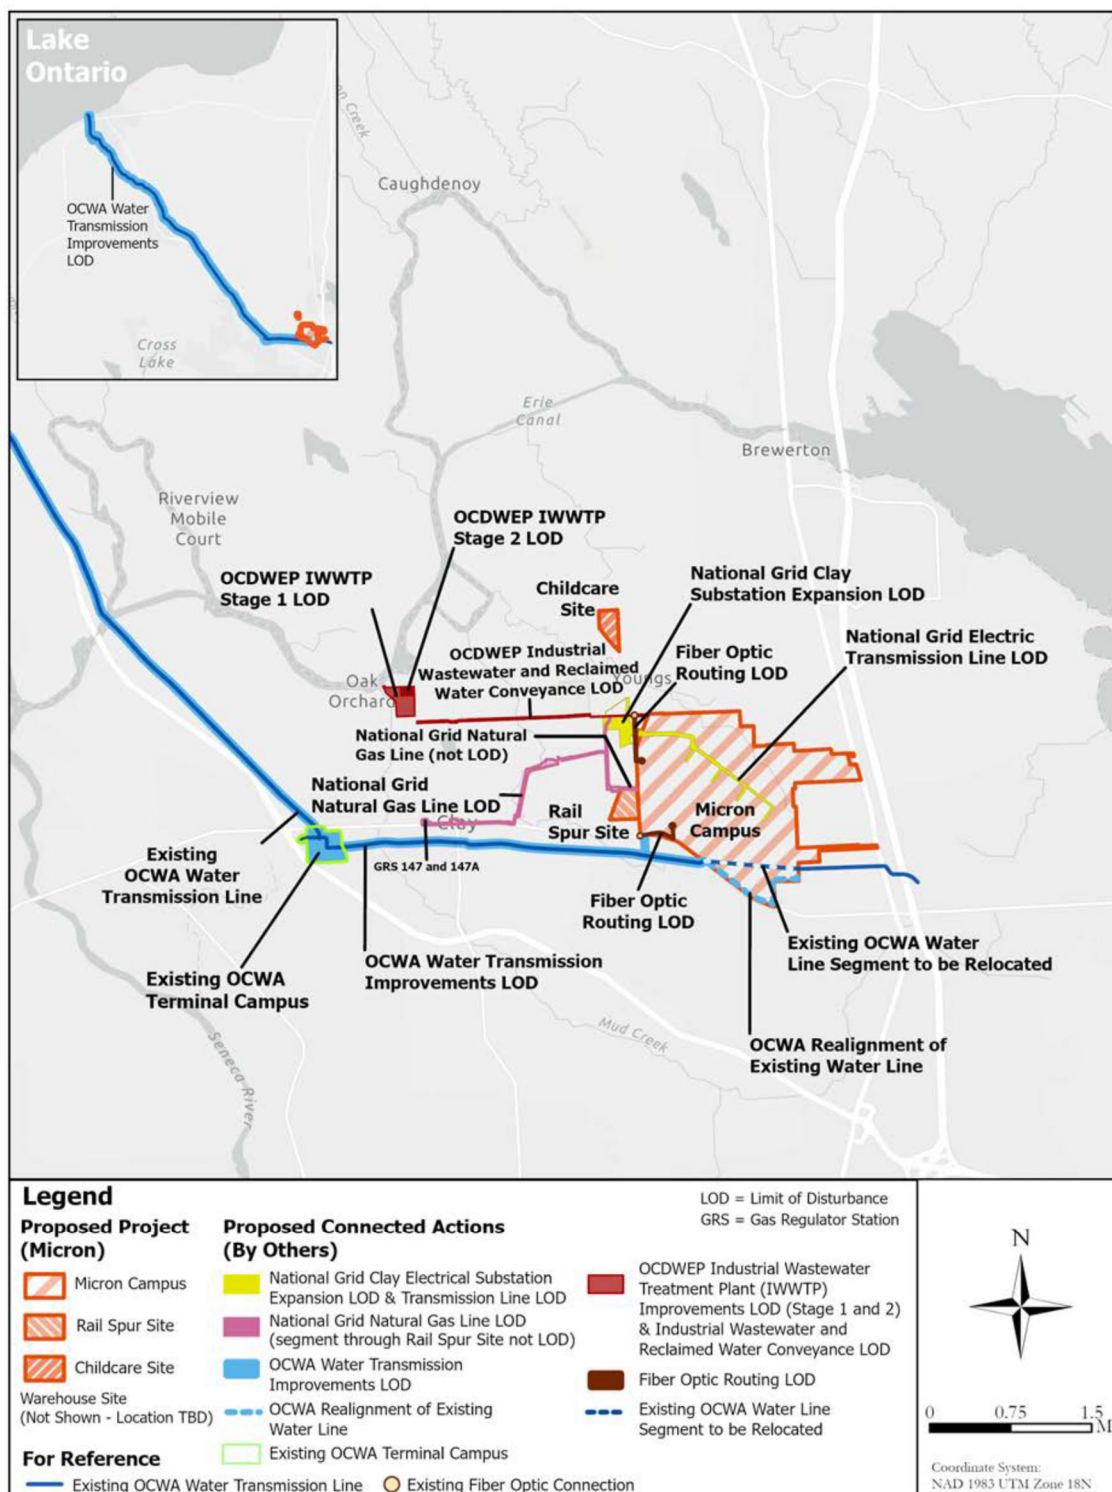 Lake
Ontario
OCWA Water
Transmission
Improvements
LOD
Cross
Lake
Creek
Caughdenoy
Erie
Canal
Brewerton
Riverview
Mobile
Court
OCDWEP IWWTP
Stage 2 LOD
OCDWEP IWWTP
Stage 1 LOD
Childcare
Site
National Grid Clay
Substation Expansion LOD
National Grid Electric
Transmission Line LOD
OCDWEP Industrial
Wastewater and Reclaimed
Water Conveyance LOD
Fiber Optic
Routing LOD
Youngs
Oak
Orchard
National Grid Natural
Gas Line (not LOD)
National Grid
Natural Gas Line LOD
Rail
Spur Site
Micron
Campus
Clay
GRS 147 and 147A
Existing
OCWA Water
Transmission Line
Fiber Optic
Routing LOD
Existing OCWA Water
Line Segment to be Relocated
OCWA Water Transmission
Improvements LOD
Existing OCWA
Terminal Campus
Mud Creek
OCWA Realignment of
Existing Water Line
Seneca River
Legend
LOD = Limit of Disturbance
GRS = Gas Regulator Station
Proposed Project
(Micron)
Micron Campus
Rail Spur Site
Childcare Site
Warehouse Site
(Not Shown - Location TBD)
Proposed Connected Actions
(By Others)
National Grid Clay Electrical Substation
Expansion LOD & Transmission Line LOD
National Grid Natural Gas Line LOD
(segment through Rail Spur Site not LOD)
OCWA Water Transmission
Improvements LOD
OCWA Realignment of Existing
Water Line
Existing OCWA Terminal Campus
OCDWEP Industrial Wastewater
Treatment Plant (IWWTP)
Improvements LOD (Stage 1 and 2)
& Industrial Wastewater and
Reclaimed Water Conveyance LOD
Fiber Optic Routing LOD
Existing OCWA Water Line
Segment to be Relocated
For Reference
Existing OCWA Water Transmission Line
Existing Fiber Optic Connection
N
0 0.75 1.5
M
Coordinate System:
NAD 1983 UTM Zone 18N